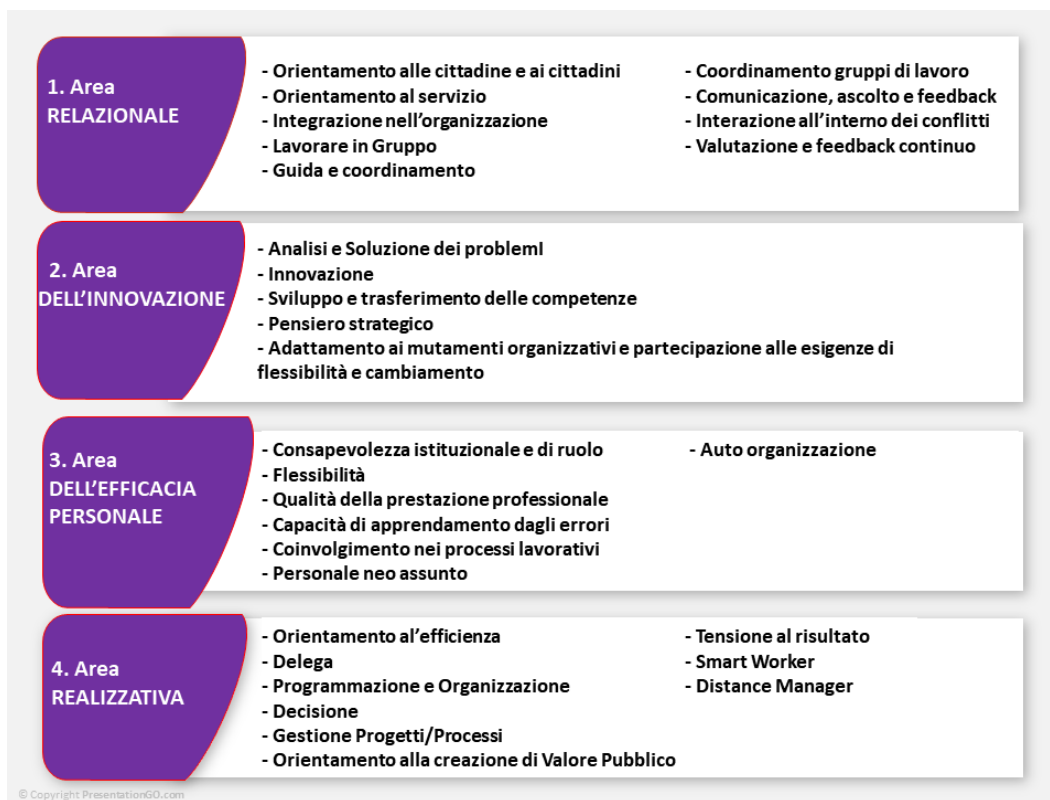 1. Area
RELAZIONALE
- Orientamento alle cittadine e ai cittadini
- Orientamento al servizio
- Integrazione nell'organizzazione
- Lavorare in Gruppo
- Guida e coordinamento
- Coordinamento gruppi di lavoro
- Comunicazione, ascolto e feedback
- Interazione all'interno dei conflitti
- Valutazione e feedback continuo
2. Area
DELL'INNOVAZIONE
- Analisi e Soluzione dei problemI
- Innovazione
- Sviluppo e trasferimento delle competenze
- Pensiero strategico
- Adattamento ai mutamenti organizzativi e partecipazione alle esigenze di
flessibilità e cambiamento
3. Area
DELL'EFFICACIA
PERSONALE
- Consapevolezza istituzionale e di ruolo
- Flessibilità
- Qualità della prestazione professionale
- Capacità di apprendamento dagli errori
- Coinvolgimento nei processi lavorativi
- Personale neo assunto
- Auto organizzazione
4. Area
REALIZZATIVA
- Orientamento al'efficienza
- Delega
- Programmazione e Organizzazione
- Decisione
- Gestione Progetti/Processi
- Orientamento alla creazione di Valore Pubblico
- Tensione al risultato
- Smart Worker
- Distance Manager
© Copyright PresentationGO.com